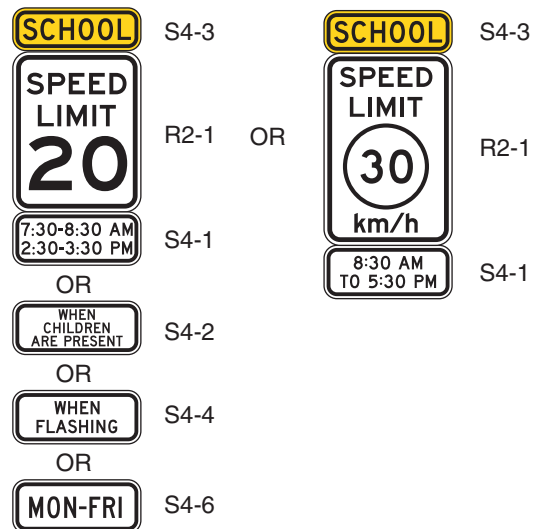 SCHOOL S4-3
SPEED
LIMIT
20
R2-1
7:30-8:30 AM
2:30-3:30 PM
S4-1
OR
WHEN
CHILDREN
ARE PRESENT
S4-2
OR
WHEN
FLASHING
S4-4
OR
MON-FRI S4-6
OR
SCHOOL S4-3
SPEED
LIMIT
30
km/h
R2-1
8:30 AM
TO 5:30 PM
S4-1